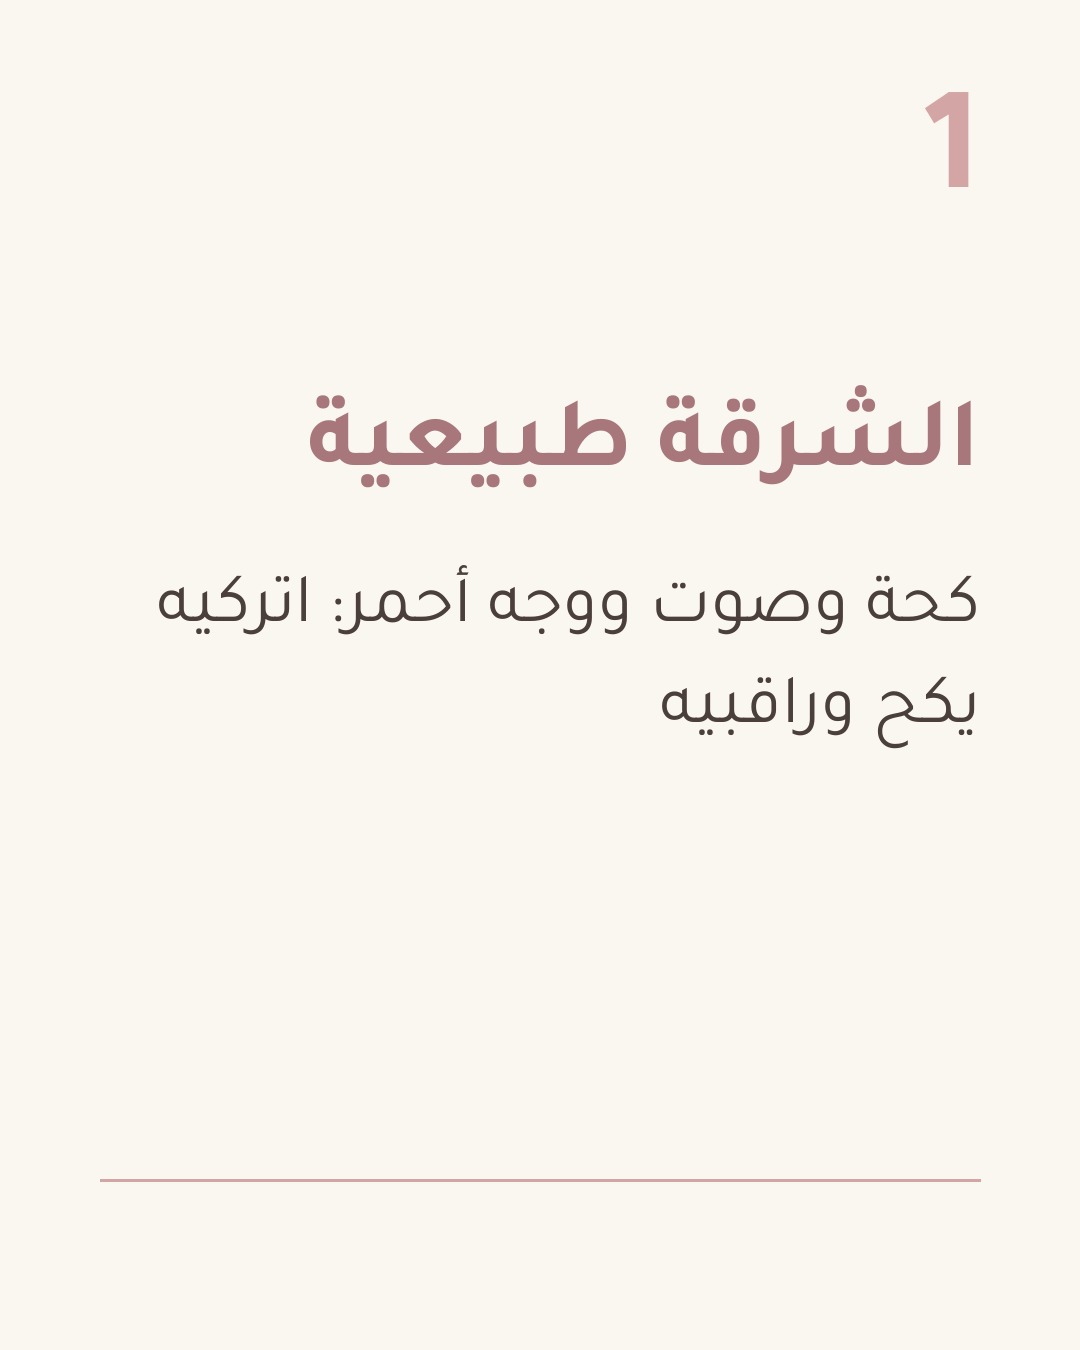 1
الشرقة طبيعية
كحة وصوت ووجه أحمر: اتركيه
يكح وراقبيه